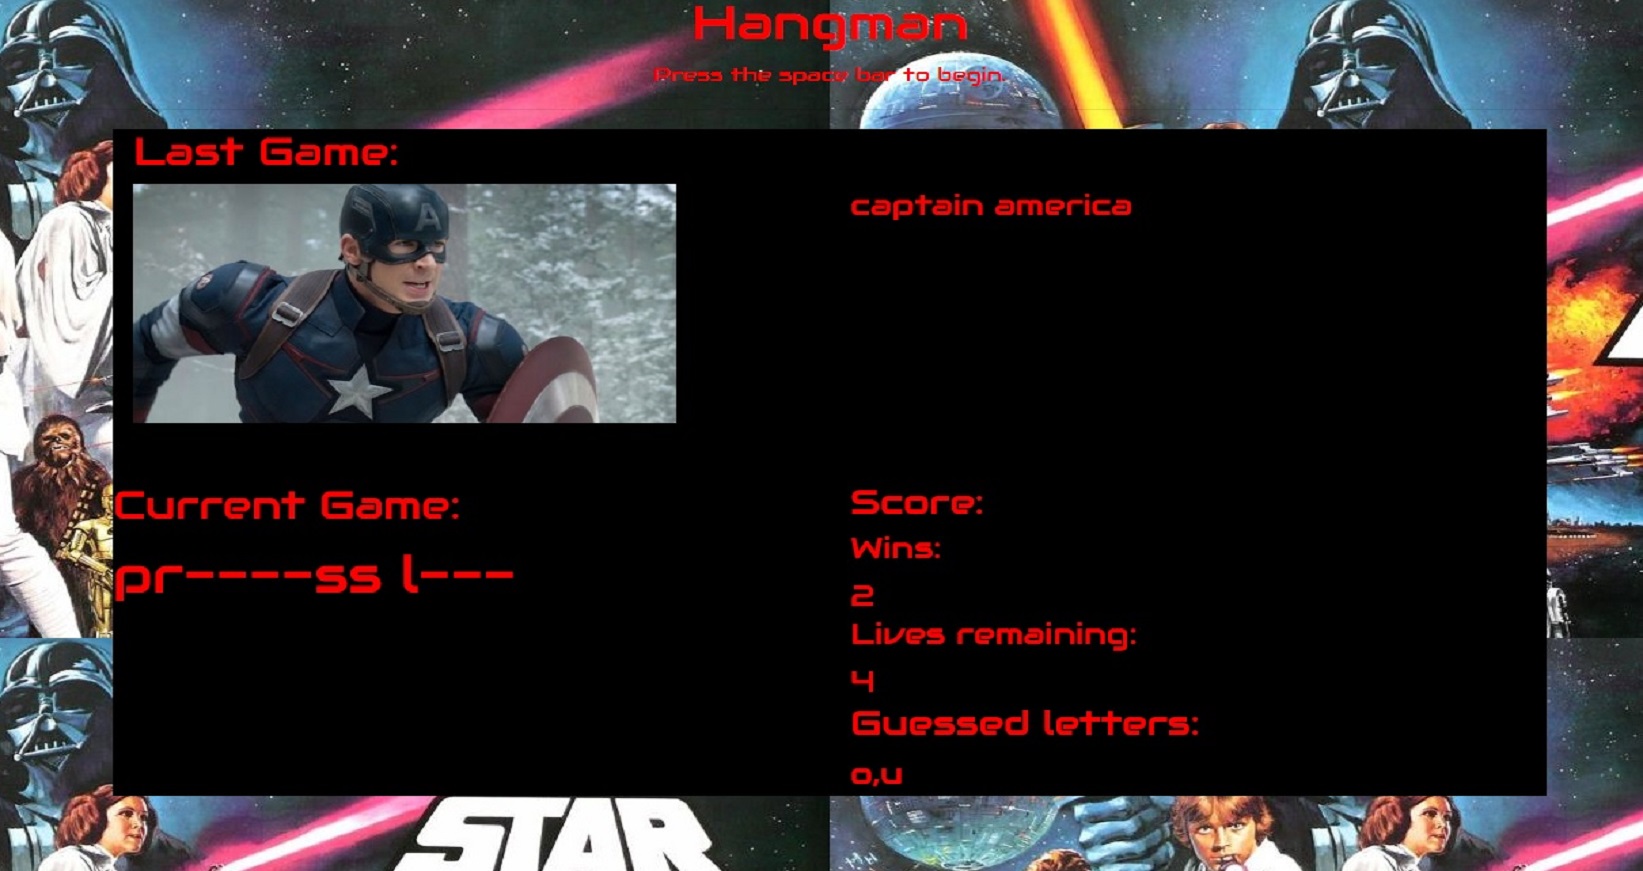 Hangman
Press the space bar to begin.
Last Game:
A
captain america
Current Game:
pr----ss l---
Score:
Wins:
2
Lives remaining:
4
Guessed letters:
o,u
STAR